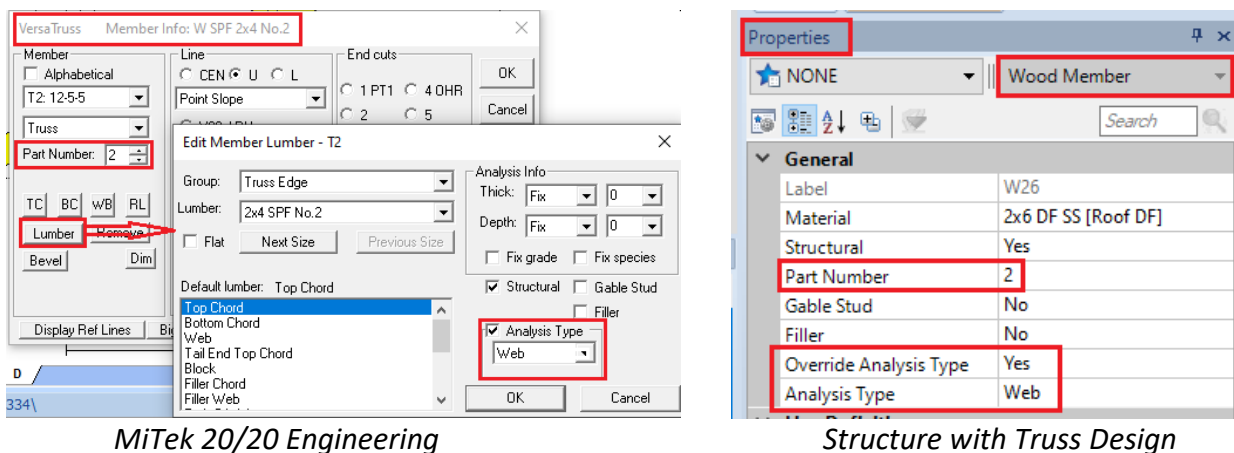 VersaTruss Member Info: W SPF 2x4 No.2
Member
Alphabetical
T2: 12-5-5
Truss
Part Number: 2
TC BC WB RL
Lumber Remove
Bevel Dim
Display Ref Lines
Line
CEN U L
Point Slope
End cuts
1 PT1 4 OHR
2 5
OK
Cancel
D
334\
Edit Member Lumber - T2
Group: Truss Edge
Lumber: 2x4 SPF No.2
Flat Next Size Previous Size
Default lumber: Top Chord
Top Chord
Bottom Chord
Web
Tail End Top Chord
Block
Filler Chord
Filler Web
Analysis Info
Thick: Fix 0
Depth: Fix 0
Fix grade Fix species
Structural Gable Stud
Filler
Analysis Type
Web
OK Cancel
MiTek 20/20 Engineering
Properties
NONE Wood Member
Search
General
Label W26
Material 2x6 DF SS [Roof DF]
Structural Yes
Part Number 2
Gable Stud No
Filler No
Override Analysis Type Yes
Analysis Type Web
Structure with Truss Design